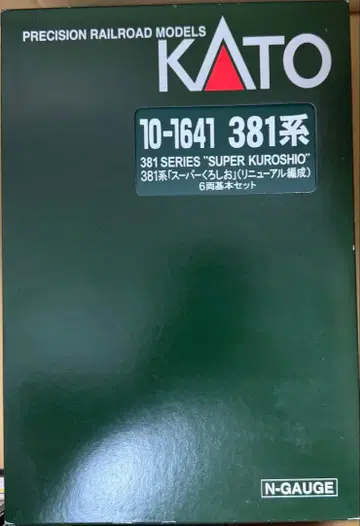 PRECISION RAILROAD MODELS
KATO
10-1641 381系
381 SERIES "SUPER KUROSHIO"
381系「スーパーくろしお」(リニューアル編成)
6両基本セット
N-GAUGE